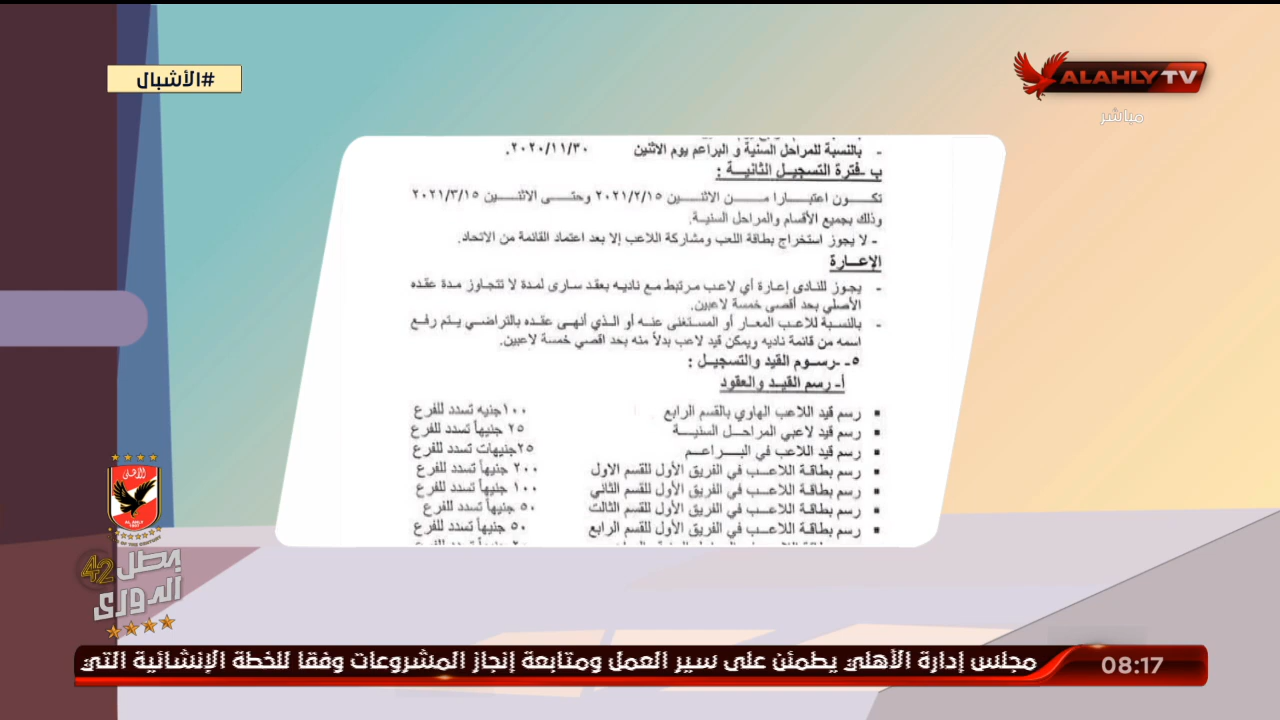 #الأشبال
ALAHLY TV
مباشر
- بالنسبة للمراحل السنية و البراعم يوم الاثنين ٢٠٢٠/١١/٣٠.
ب -فترة التسجيل الثانية :
تكون اعتبارا من الاثنين ٢٠٢١/٢/١٥ وحتى الاثنين ٢٠٢١/٣/١٥
وذلك بجميع الأقسام والمراحل السنية.
- لا يجوز استخراج بطاقة اللعب ومشاركة اللاعب إلا بعد اعتماد القائمة من الاتحاد.
الإعارة
- يجوز للنادى إعارة أي لاعب مرتبط مع ناديه بعقد سارى لمدة لا تتجاوز مدة عقده
الأصلي بحد أقصى خمسة لاعبين.
- بالنسبة للاعب المعار أو المستغنى عنه أو الذي أنهى عقده بالتراضي يتم رفع
اسمه من قائمة ناديه ويمكن قيد لاعب بدلاً منه بحد اقصي خمسة لاعبين.
٥- -رسوم القيد والتسجيل :
أ- رسم القيد والعقود
▪ رسم قيد اللاعب الهاوي بالقسم الرابع ١٠٠جنيه تسدد للفرع
▪ رسم قيد لاعبي المراحل السنية ٢٥ جنيهاً تسدد للفرع
▪ رسم قيد اللاعب في البراعم ٢٥جنيهات تسدد للفرع
▪ رسم بطاقة اللاعب في الفريق الأول للقسم الاول ٢٠٠ جنيهاً تسدد للفرع
▪ رسم بطاقة اللاعب في الفريق الأول للقسم الثاني ١٠٠ جنيهاً تسدد للفرع
▪ رسم بطاقة اللاعب في الفريق الأول للقسم الثالث ٥٠ جنيهاً تسدد للفرع
▪ رسم بطاقة اللاعب في الفريق الأول للقسم الرابع ٥٠ جنيهاً تسدد للفرع
الأهلي
AL AHLY
1907
بطل 42
الدورى
مجلس إدارة الأهلي يطمئن على سير العمل ومتابعة إنجاز المشروعات وفقا للخطة الإنشائية التي
08:17